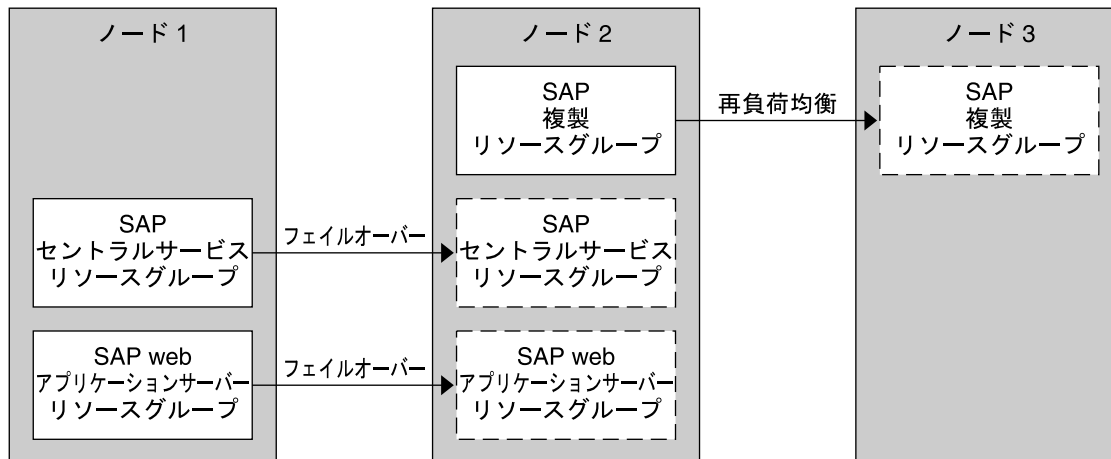 ノード 1
ノード 2
ノード 3
SAP
複製
リソースグループ
再負荷均衡
SAP
複製
リソースグループ
SAP
セントラルサービス
リソースグループ
フェイルオーバー
SAP
セントラルサービス
リソースグループ
SAP web
アプリケーションサーバー
リソースグループ
フェイルオーバー
SAP web
アプリケーションサーバー
リソースグループ